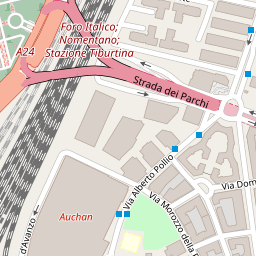 Foro Italico;
Nomentano;
Stazione Tiburtina
A24
Strada dei Parchi
Via Alberto Pollio
Via Dom
Auchan
Via Morozzo della
d'Avanzo